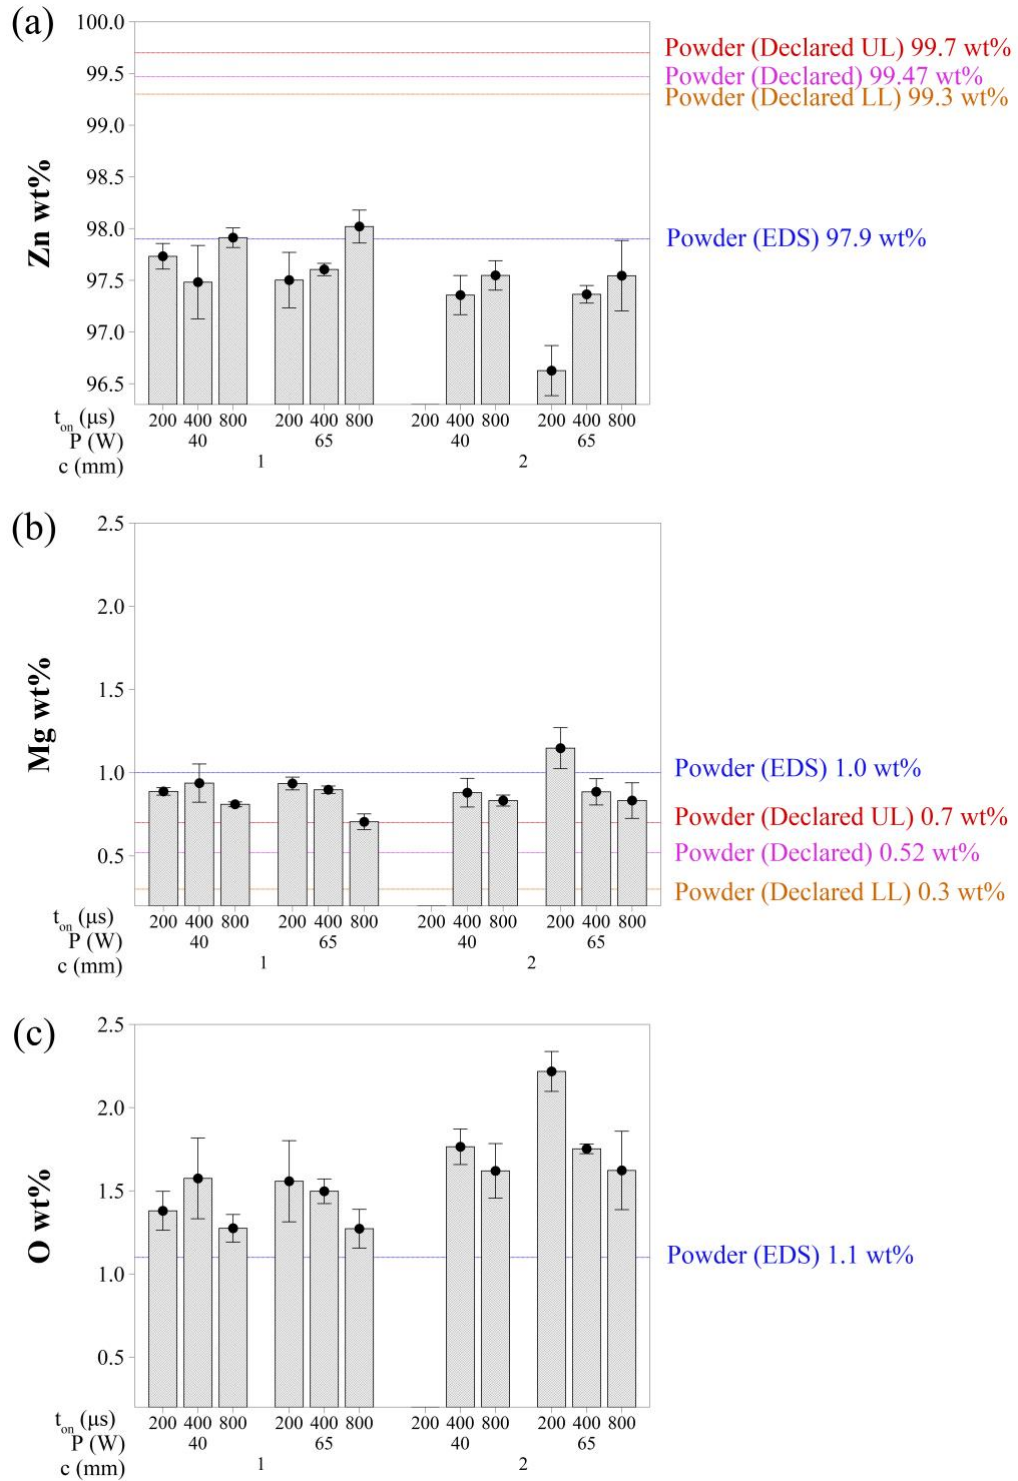 (a)
Zn wt%
100.0
99.5
99.0
98.5
98.0
97.5
97.0
96.5
Powder (Declared UL) 99.7 wt%
Powder (Declared) 99.47 wt%
Powder (Declared LL) 99.3 wt%
Powder (EDS) 97.9 wt%
ton (μs) 200 400 800 200 400 800 200 400 800 200 400 800
P (W) 40 65 40 65
c (mm) 1 2
(b)
Mg wt%
2.5
2.0
1.5
1.0
0.5
Powder (EDS) 1.0 wt%
Powder (Declared UL) 0.7 wt%
Powder (Declared) 0.52 wt%
Powder (Declared LL) 0.3 wt%
ton (μs) 200 400 800 200 400 800 200 400 800 200 400 800
P (W) 40 65 40 65
c (mm) 1 2
(c)
O wt%
2.5
2.0
1.5
1.0
0.5
Powder (EDS) 1.1 wt%
ton (μs) 200 400 800 200 400 800 200 400 800 200 400 800
P (W) 40 65 40 65
c (mm) 1 2